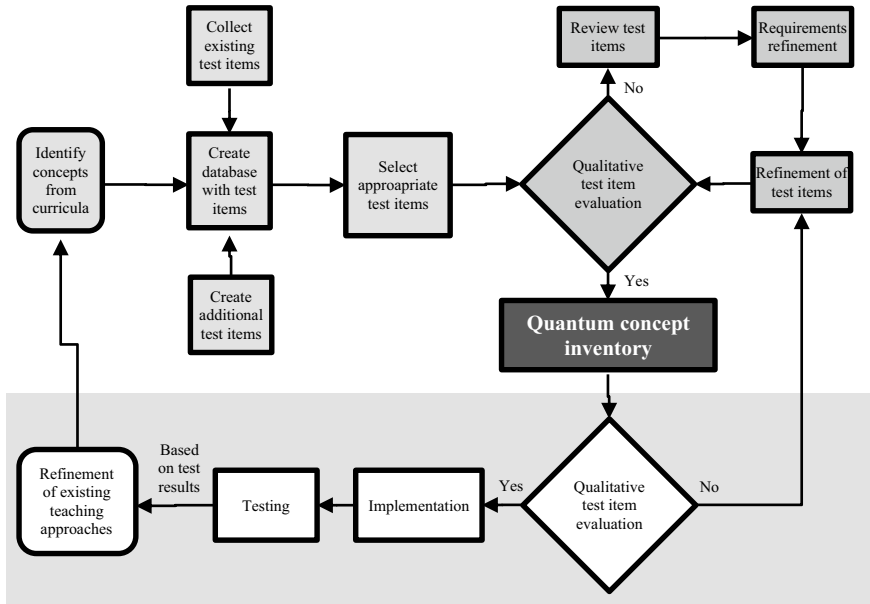 Collect
existing
test items
Review test
items
Requirements
refinement
No
Identify
concepts
from
curricula
Create
database
with test
items
Select
approapriate
test items
Qualitative
test item
evaluation
Refinement of
test items
Create
additional
test items
Yes
Quantum concept
inventory
Refinement
of existing
teaching
approaches
Based
on test
results
Testing
Implementation
Yes
Qualitative
test item
evaluation
No